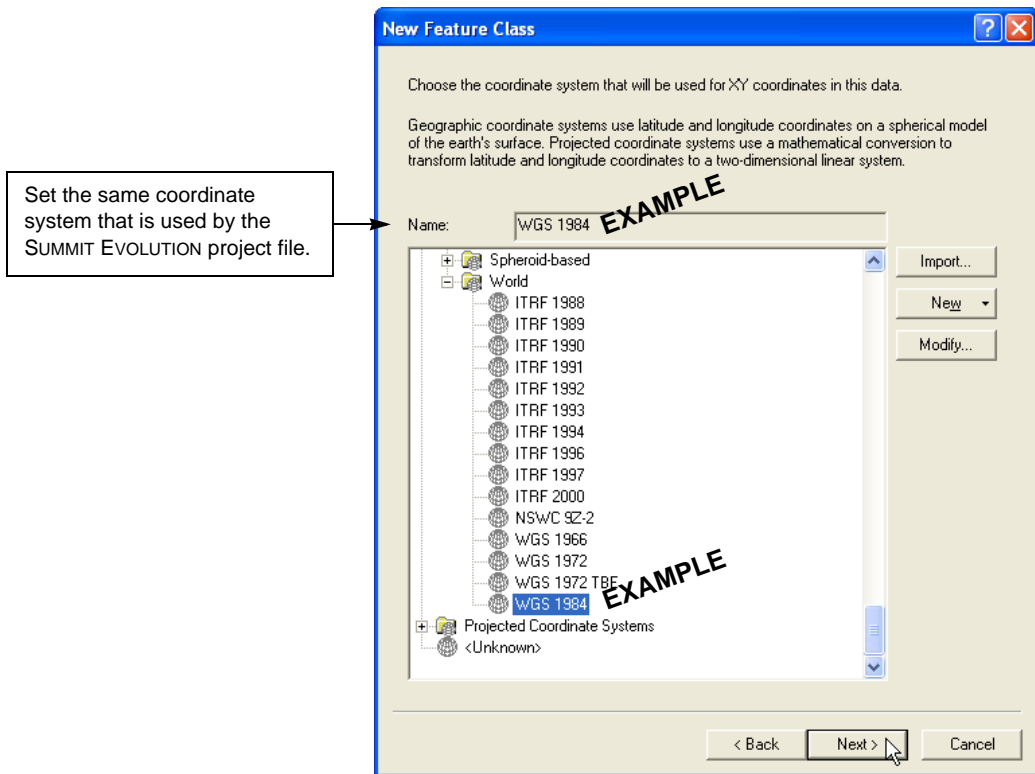 New Feature Class
Choose the coordinate system that will be used for XY coordinates in this data.
Geographic coordinate systems use latitude and longitude coordinates on a spherical model
of the earth's surface. Projected coordinate systems use a mathematical conversion to
transform latitude and longitude coordinates to a two-dimensional linear system.
Set the same coordinate
system that is used by the
SUMMIT EVOLUTION project file.
Name:
WGS 1984
EXAMPLE
Spheroid-based
World
ITRF 1988
ITRF 1989
ITRF 1990
ITRF 1991
ITRF 1992
ITRF 1993
ITRF 1994
ITRF 1996
ITRF 1997
ITRF 2000
NSWC 9Z-2
WGS 1966
WGS 1972
WGS 1972 TBE
WGS 1984
EXAMPLE
Projected Coordinate Systems
<Unknown>
Import...
New
Modify...
< Back
Next >
Cancel